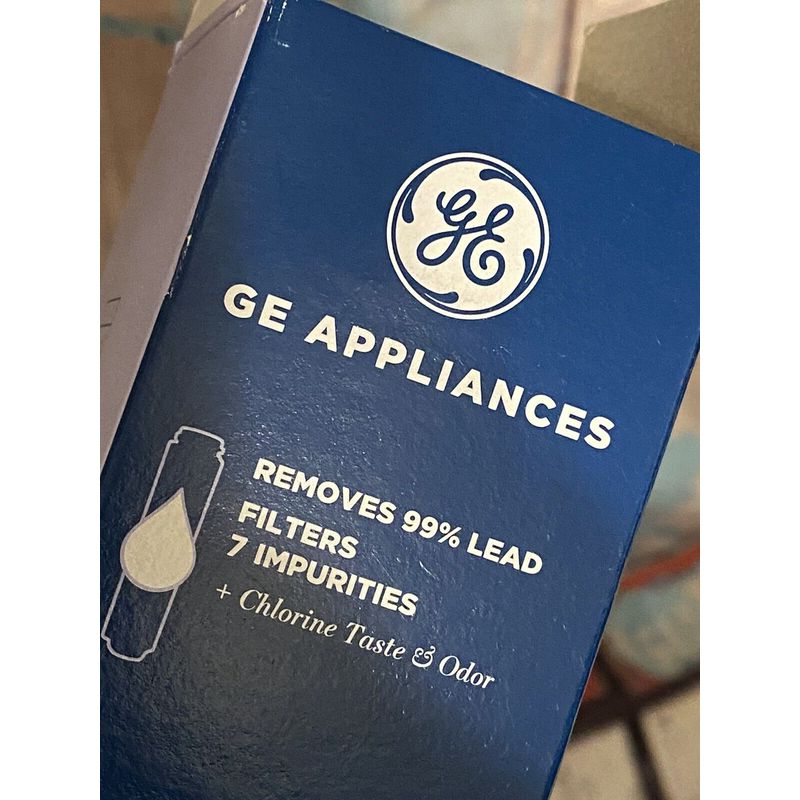 GE
GE APPLIANCES
REMOVES 99% LEAD
FILTERS
7 IMPURITIES
+ Chlorine Taste & Odor